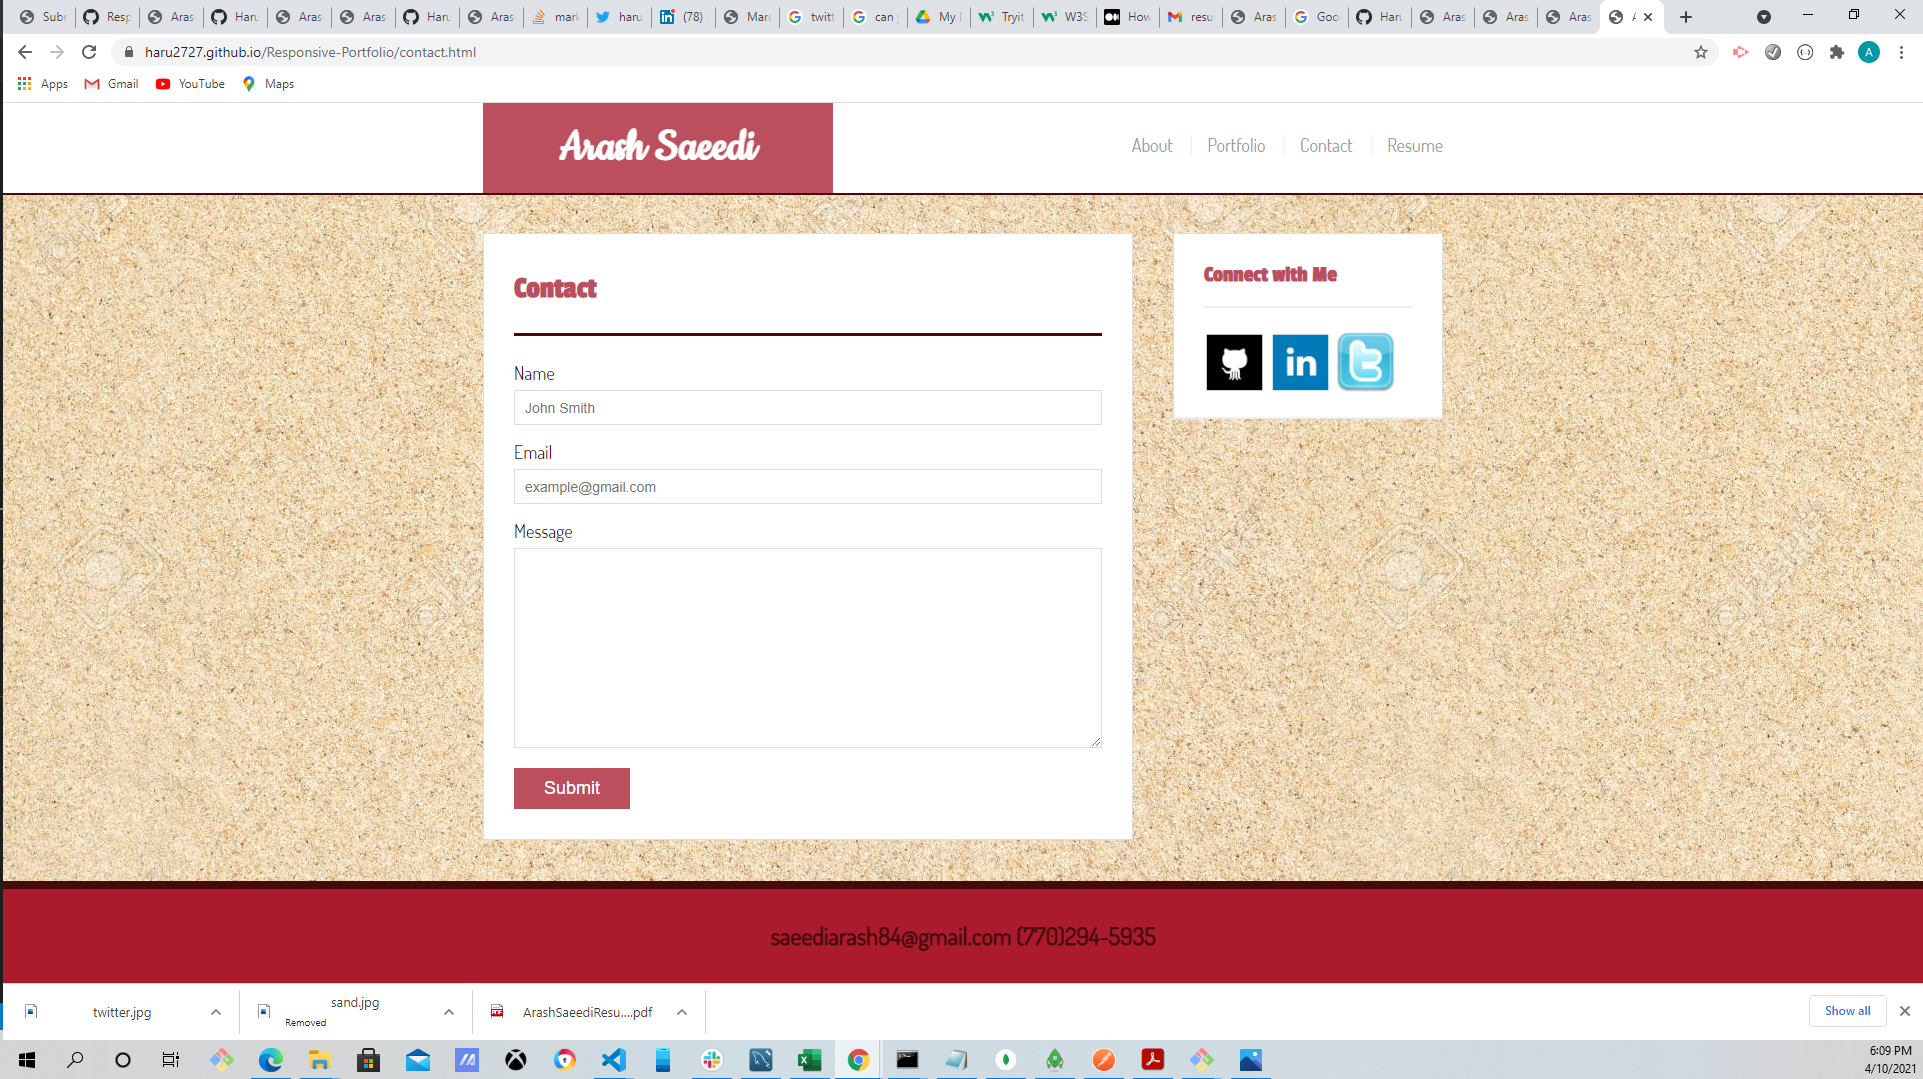 Subr Resp Aras Haru Aras Aras Haru Aras mark haru (78) Marc twitt can y My D Tryit W3S How resu Aras Goo Haru Aras Aras Aras A
haru2727.github.io/Responsive-Portfolio/contact.html
A
Apps Gmail YouTube Maps
Arash Saeedi
About Portfolio Contact Resume
Contact
Connect with Me
Name
John Smith
Email
example@gmail.com
Message
Submit
saeediarash84@gmail.com (770)294-5935
twitter.jpg
sand.jpg
Removed
ArashSaeediResu....pdf
Show all
6:09 PM
4/10/2021